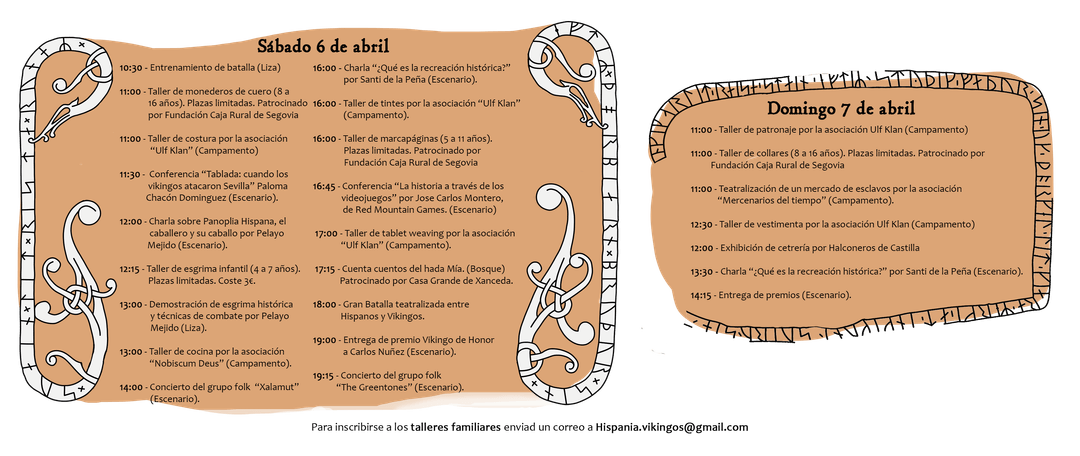 Sábado 6 de abril
10:30 - Entrenamiento de batalla (Liza)
11:00 - Taller de monederos de cuero (8 a
16 años). Plazas limitadas. Patrocinado
por Fundación Caja Rural de Segovia
11:00 - Taller de costura por la asociación
“Ulf Klan” (Campamento)
11:30 - Conferencia “Tablada: cuando los
vikingos atacaron Sevilla” Paloma
Chacón Dominguez (Escenario).
12:00 - Charla sobre Panoplia Hispana, el
caballero y su caballo por Pelayo
Mejido (Escenario).
12:15 - Taller de esgrima infantil (4 a 7 años).
Plazas limitadas. Coste 3€.
13:00 - Demostración de esgrima histórica
y técnicas de combate por Pelayo
Mejido (Liza).
13:00 - Taller de cocina por la asociación
“Nobiscum Deus” (Campamento).
14:00 - Concierto del grupo folk “Xalamut”
(Escenario).
16:00 - Charla “¿Qué es la recreación histórica?”
por Santi de la Peña (Escenario).
16:00 - Taller de tintes por la asociación “Ulf Klan”
(Campamento).
16:00 - Taller de marcapáginas (5 a 11 años).
Plazas limitadas. Patrocinado por
Fundación Caja Rural de Segovia
16:45 - Conferencia “La historia a través de los
videojuegos” por Jose Carlos Montero,
de Red Mountain Games. (Escenario)
17:00 - Taller de tablet weaving por la asociación
“Ulf Klan” (Campamento).
17:15 - Cuenta cuentos del hada Mía. (Bosque)
Patrocinado por Casa Grande de Xanceda.
18:00 - Gran Batalla teatralizada entre
Hispanos y Vikingos.
19:00 - Entrega de premio Vikingo de Honor
a Carlos Nuñez (Escenario).
19:15 - Concierto del grupo folk
“The Greentones” (Escenario).
Domingo 7 de abril
11:00 - Taller de patronaje por la asociación Ulf Klan (Campamento)
11:00 - Taller de collares (8 a 16 años). Plazas limitadas. Patrocinado por
Fundación Caja Rural de Segovia
11:00 - Teatralización de un mercado de esclavos por la asociación
“Mercenarios del tiempo” (Campamento).
12:30 - Taller de vestimenta por la asociación Ulf Klan (Campamento)
12:00 - Exhibición de cetrería por Halconeros de Castilla
13:30 - Charla “¿Qué es la recreación histórica?” por Santi de la Peña (Escenario).
14:15 - Entrega de premios (Escenario).
Para inscribirse a los talleres familiares enviad un correo a Hispania.vikingos@gmail.com